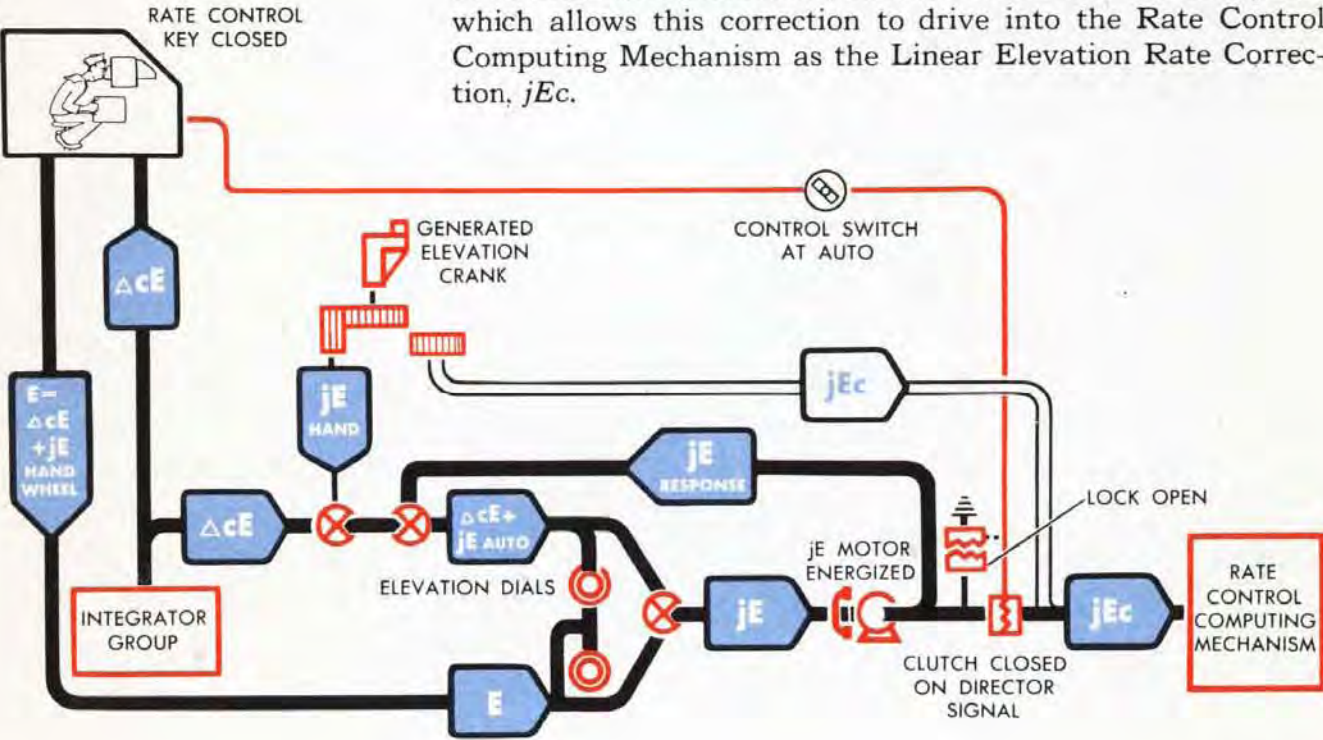 RATE CONTROL
KEY CLOSED
which allows this correction to drive into the Rate Control
Computing Mechanism as the Linear Elevation Rate Correc-
tion, jEc.
GENERATED
ELEVATION
CRANK
CONTROL SWITCH
AT AUTO
△cE
E=
△cE
+jE
HAND
WHEEL
jE
HAND
jEc
jE
RESPONSE
LOCK OPEN
△cE
△cE+
jE AUTO
jE MOTOR
ENERGIZED
ELEVATION DIALS
INTEGRATOR
GROUP
jE
jEc
RATE
CONTROL
COMPUTING
MECHANISM
CLUTCH CLOSED
ON DIRECTOR
SIGNAL
E